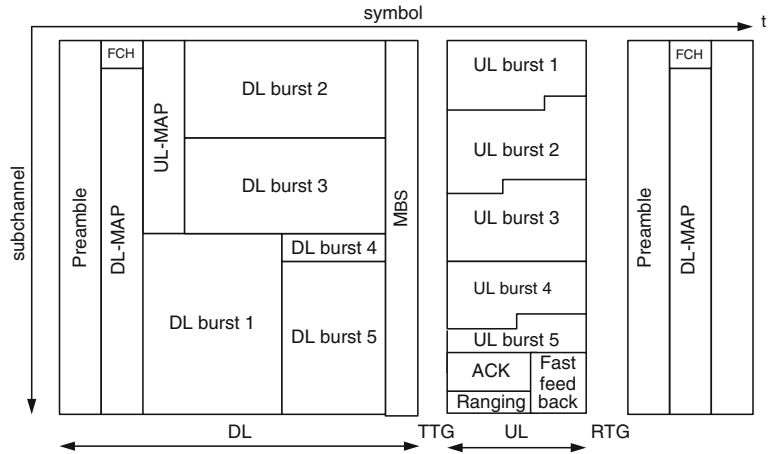 symbol
t
subchannel
Preamble
FCH
DL-MAP
UL-MAP
DL burst 2
DL burst 3
DL burst 4
DL burst 1
DL burst 5
MBS
UL burst 1
UL burst 2
UL burst 3
UL burst 4
UL burst 5
ACK
Ranging
Fast
feed
back
Preamble
FCH
DL-MAP
DL
TTG
UL
RTG